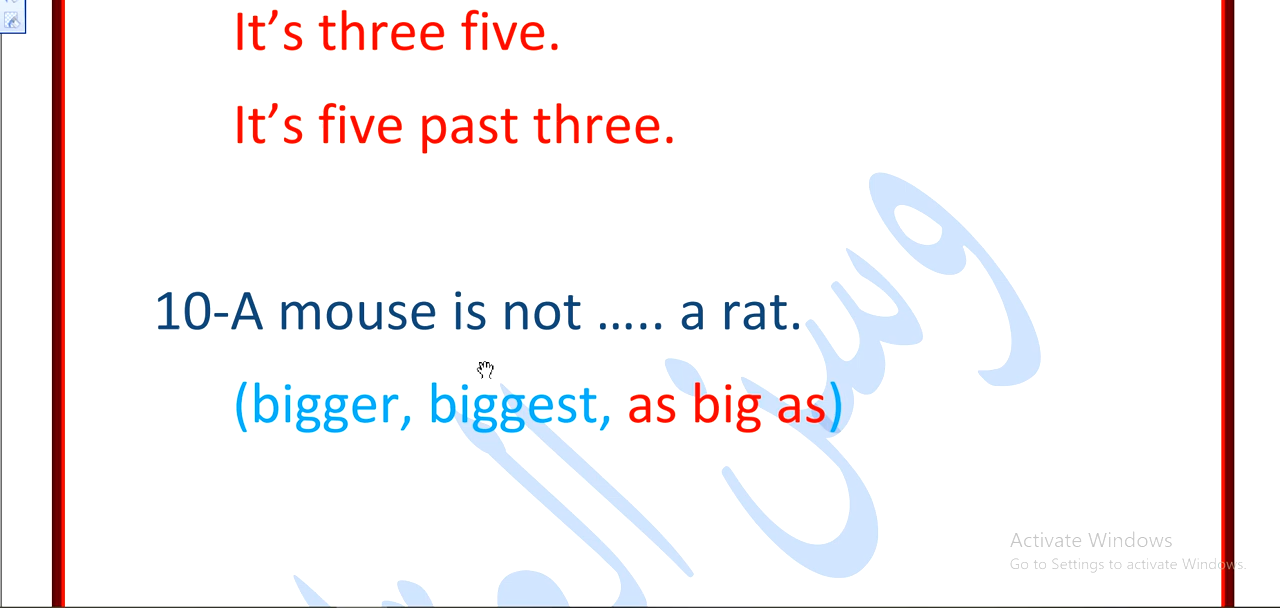 It's three five.
It's five past three.
10-A mouse is not ….. a rat.
(bigger, biggest, as big as)
وسن
Activate Windows
Go to Settings to activate Windows.